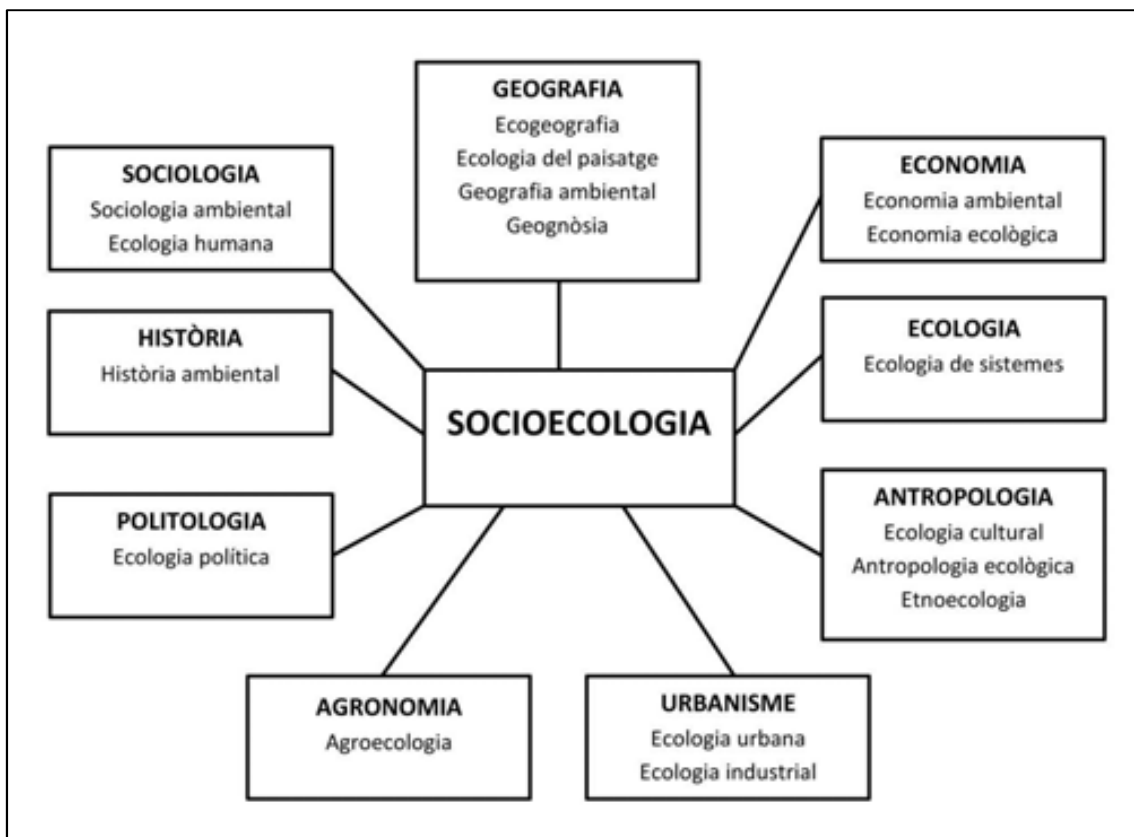 GEOGRAFIA
Ecogeografia
Ecologia del paisatge
Geografia ambiental
Geognòsia
SOCIOLOGIA
Sociologia ambiental
Ecologia humana
ECONOMIA
Economia ambiental
Economia ecològica
HISTÒRIA
Història ambiental
ECOLOGIA
Ecologia de sistemes
SOCIOECOLOGIA
POLITOLOGIA
Ecologia política
ANTROPOLOGIA
Ecologia cultural
Antropologia ecològica
Etnoecologia
AGRONOMIA
Agroecologia
URBANISME
Ecologia urbana
Ecologia industrial